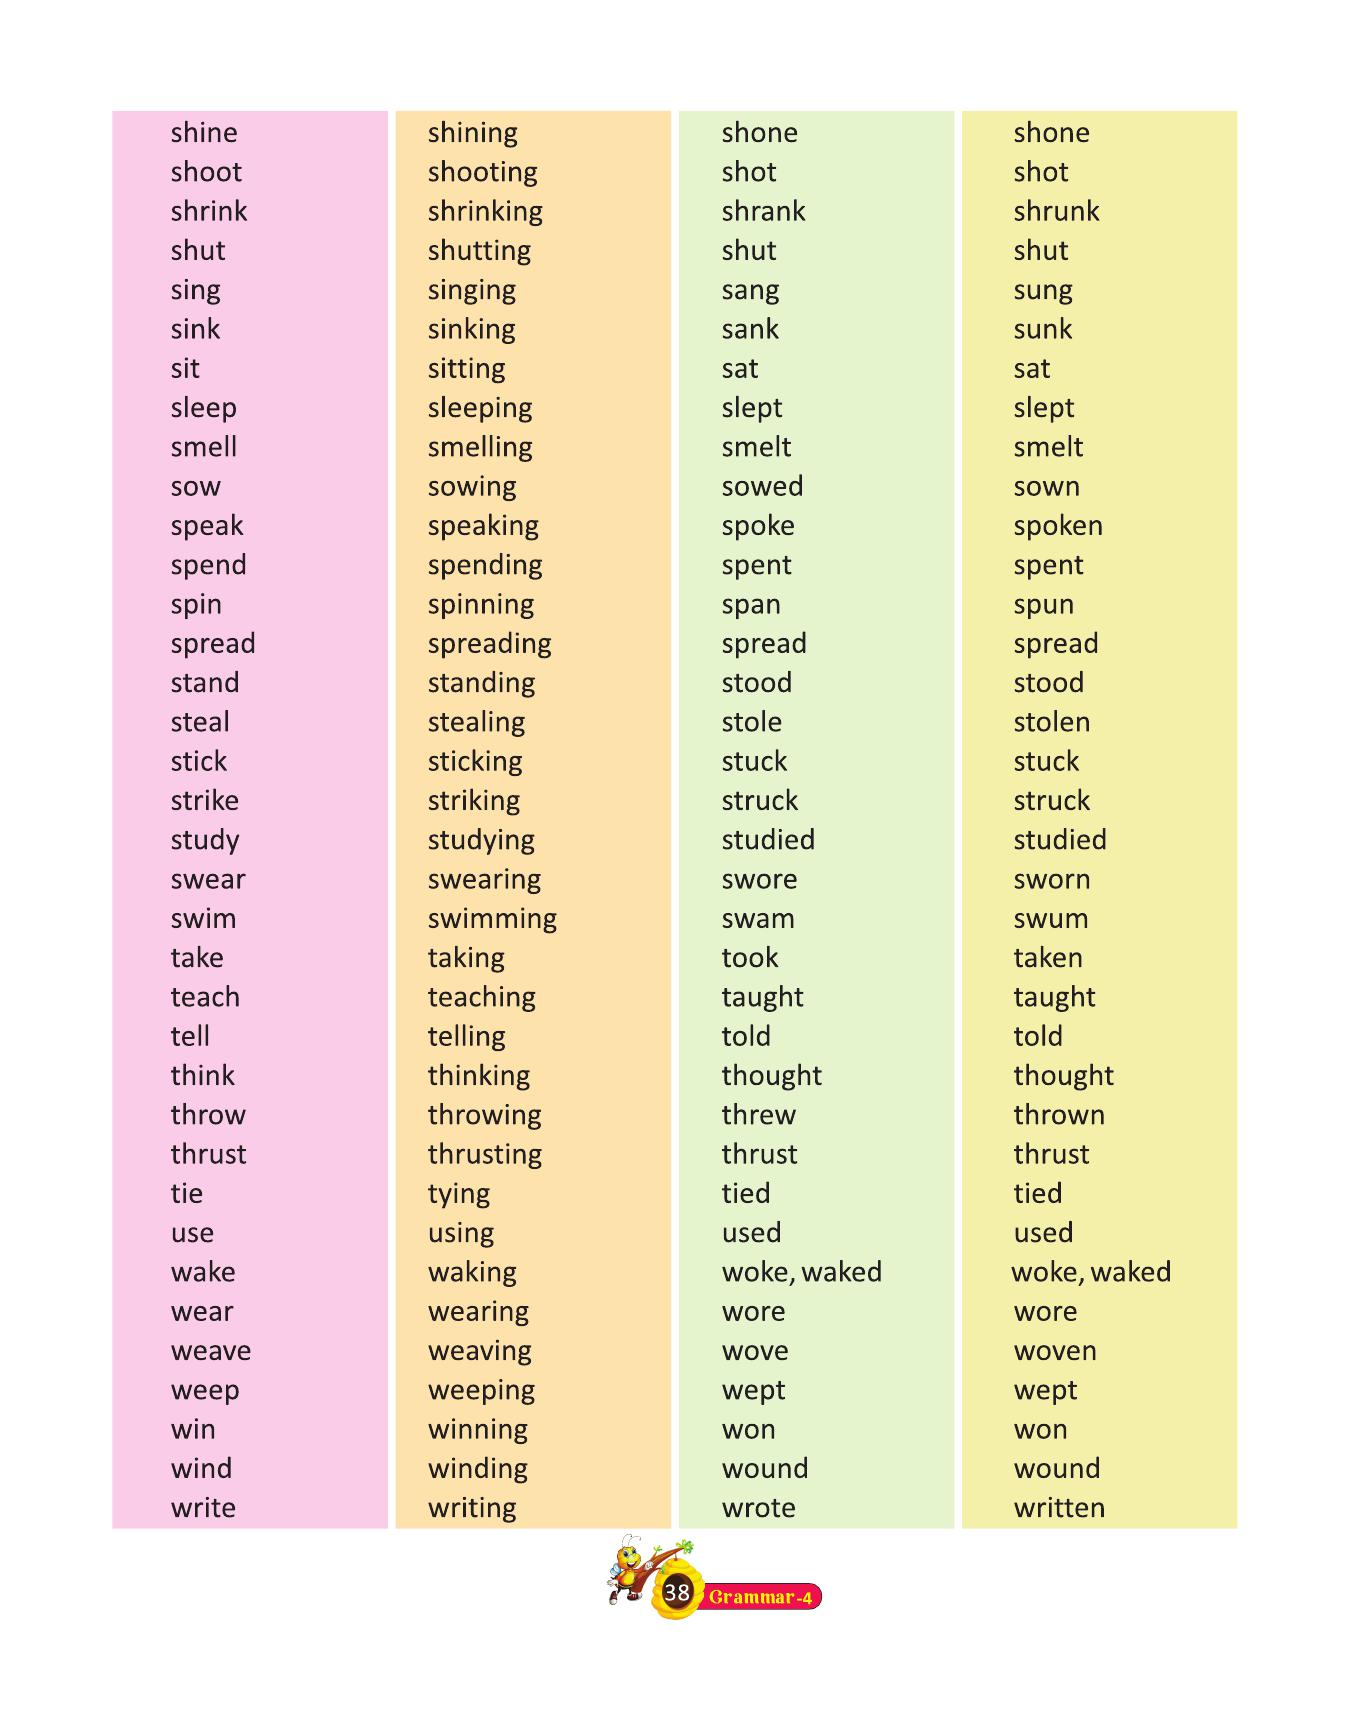 shine shining shone shone
shoot shooting shot shot
shrink shrinking shrank shrunk
shut shutting shut shut
sing singing sang sung
sink sinking sank sunk
sit sitting sat sat
sleep sleeping slept slept
smell smelling smelt smelt
sow sowing sowed sown
speak speaking spoke spoken
spend spending spent spent
spin spinning span spun
spread spreading spread spread
stand standing stood stood
steal stealing stole stolen
stick sticking stuck stuck
strike striking struck struck
study studying studied studied
swear swearing swore sworn
swim swimming swam swum
take taking took taken
teach teaching taught taught
tell telling told told
think thinking thought thought
throw throwing threw thrown
thrust thrusting thrust thrust
tie tying tied tied
use using used used
wake waking woke, waked woke, waked
wear wearing wore wore
weave weaving wove woven
weep weeping wept wept
win winning won won
wind winding wound wound
write writing wrote written
38 Grammar-4